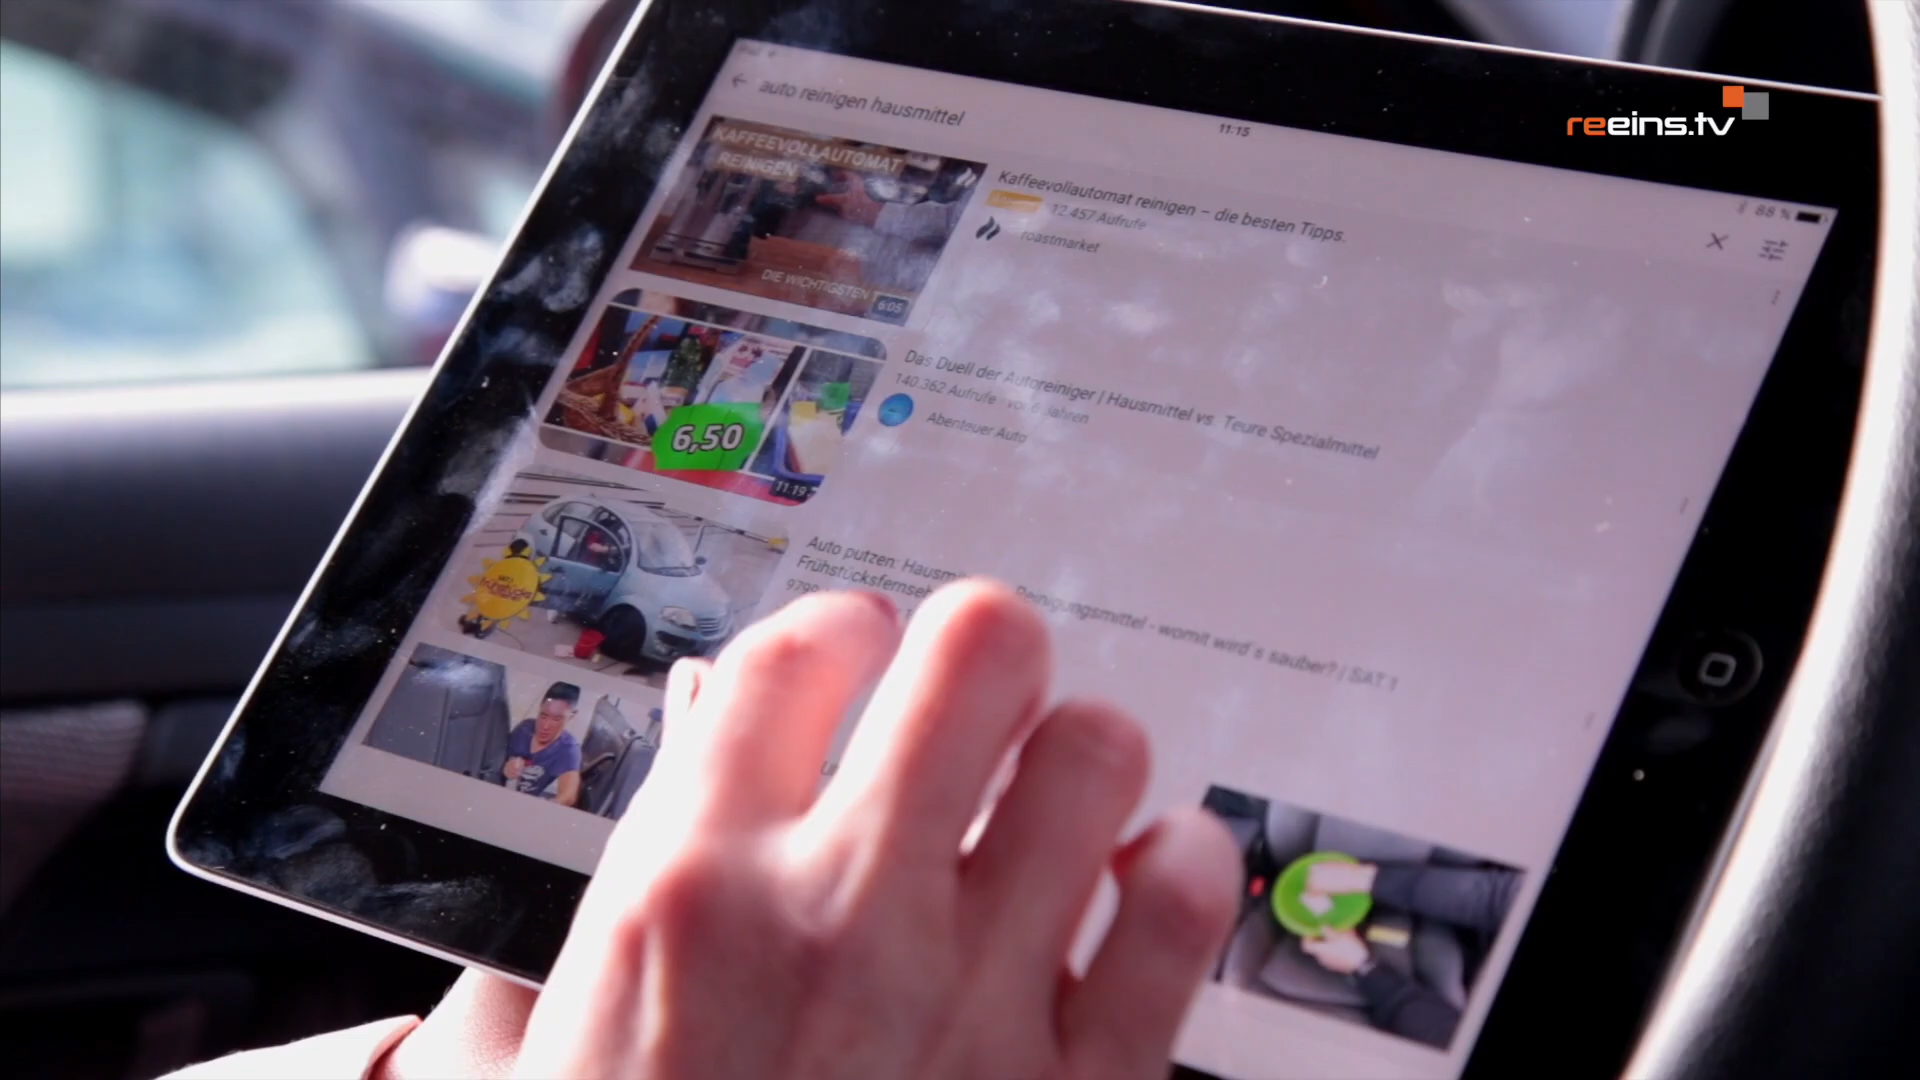 reeins.tv
11:15
88 %
auto reinigen hausmittel
KAFFEEVOLLAUTOMAT
REINIGEN
DIE WICHTIGSTEN
6:05
Kaffeevollautomat reinigen – die besten Tipps.
12.457 Aufrufe
roastmarket
6,50
11:19
Das Duell der Autoreiniger | Hausmittel vs. Teure Spezialmittel
140.362 Aufrufe · vor 6 Jahren
Abenteuer Auto
Auto putzen: Reinigungsmittel - womit wird´s sauber? | SAT.1